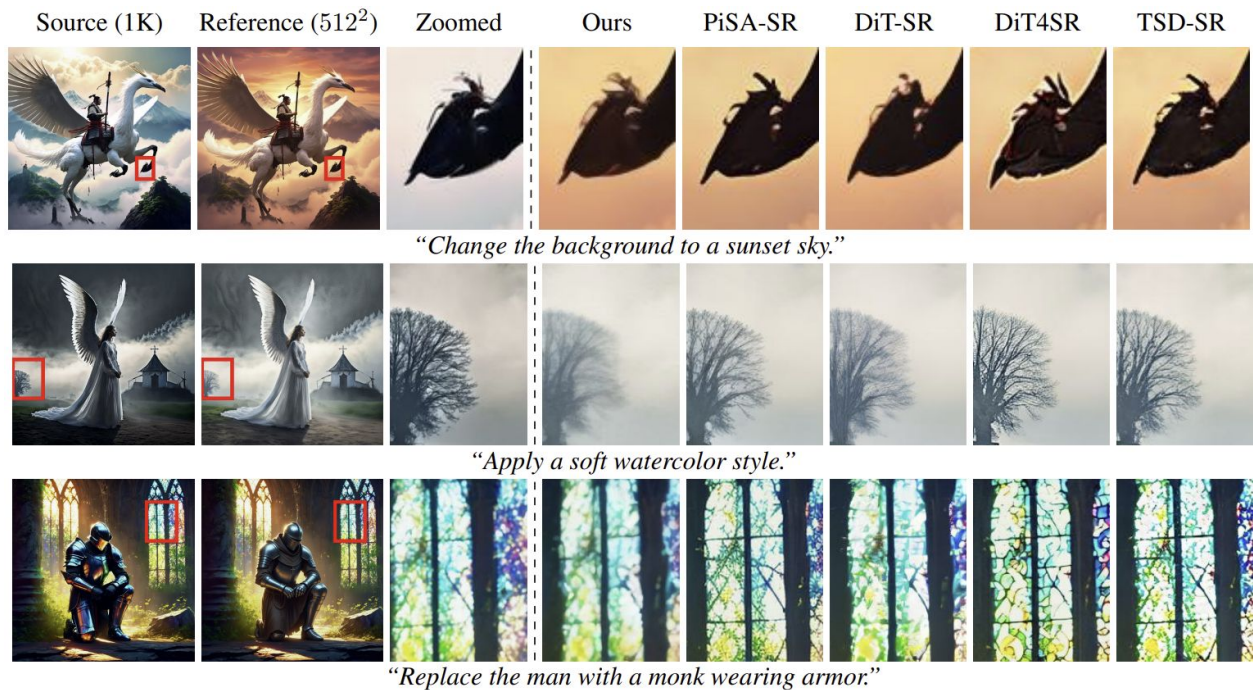 Source (1K) Reference (512²) Zoomed Ours PiSA-SR DiT-SR DiT4SR TSD-SR
“Change the background to a sunset sky.”
“Apply a soft watercolor style.”
“Replace the man with a monk wearing armor.”